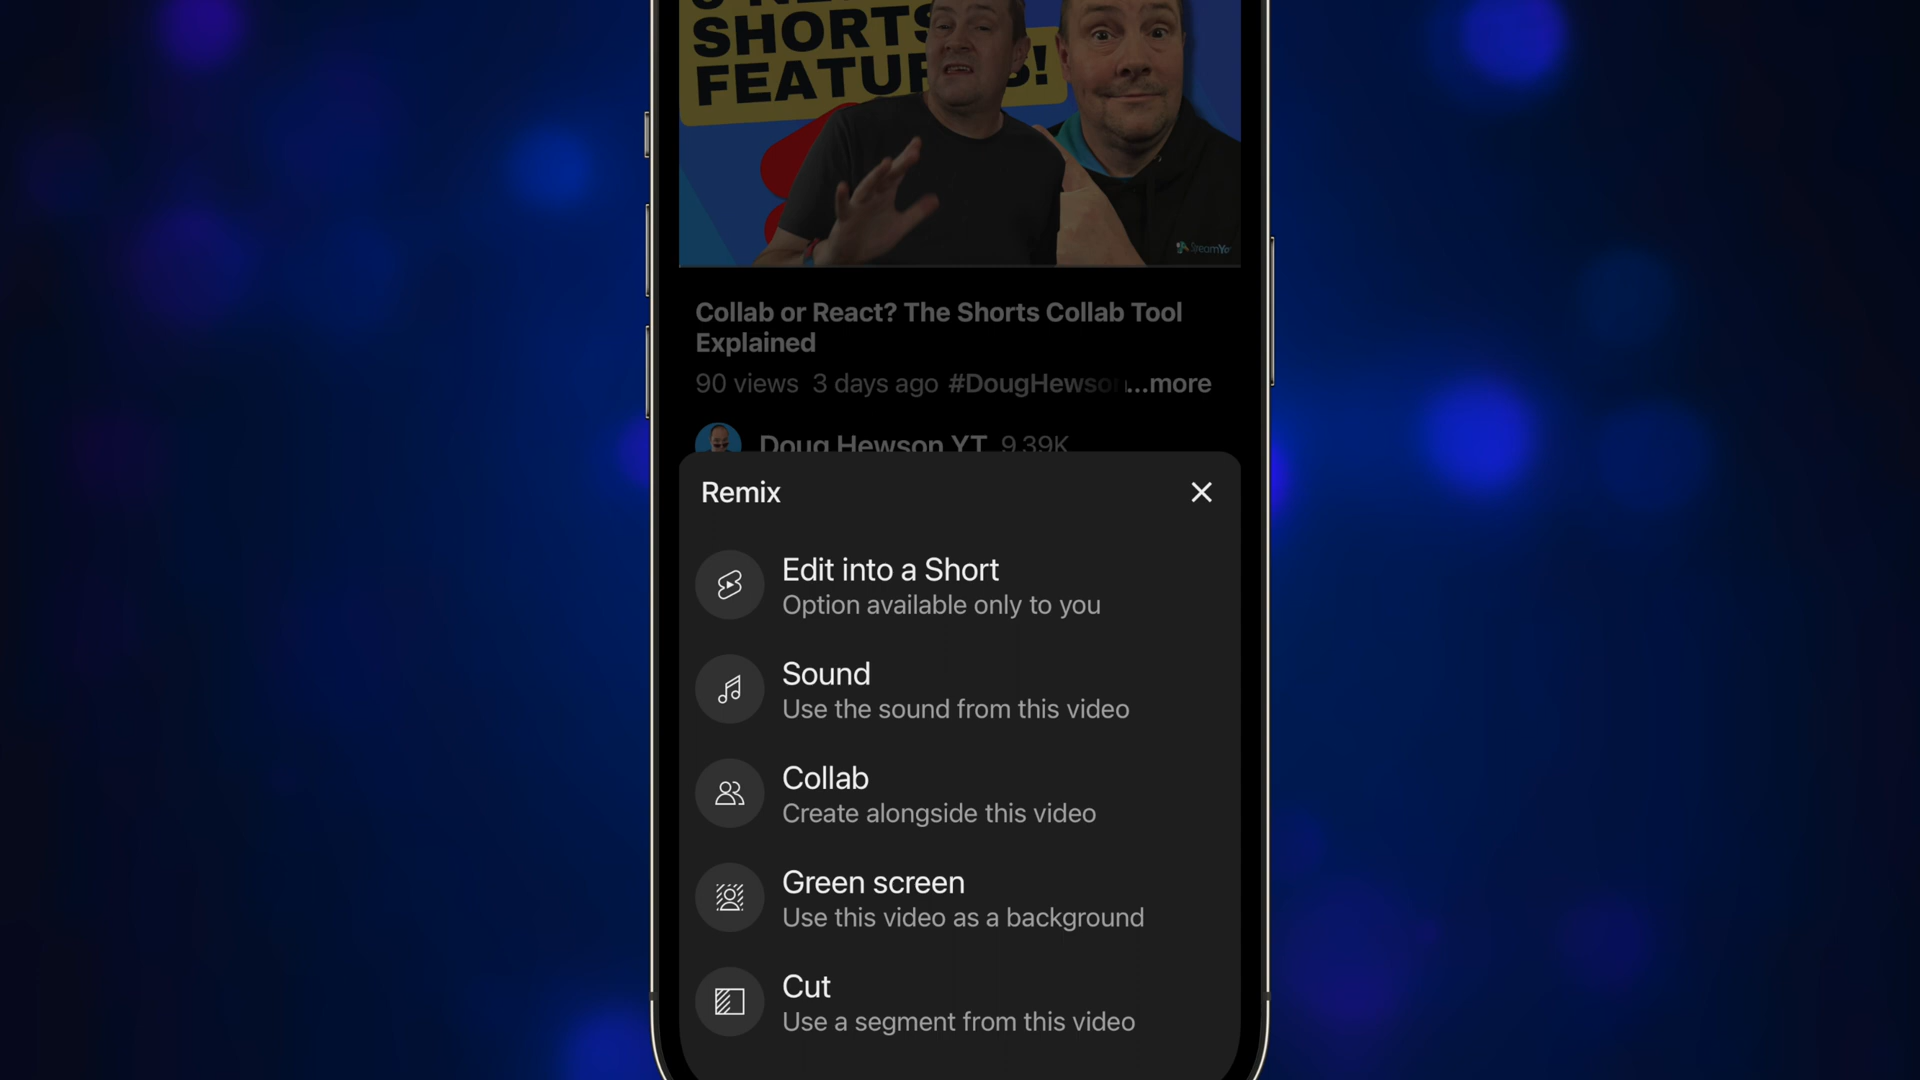 SHORTS
FEATU S!
StreamYa
Collab or React? The Shorts Collab Tool
Explained
90 views 3 days ago #DougHewson ...more
Doug Hewson YT 9.39K
Remix
Edit into a Short
Option available only to you
Sound
Use the sound from this video
Collab
Create alongside this video
Green screen
Use this video as a background
Cut
Use a segment from this video